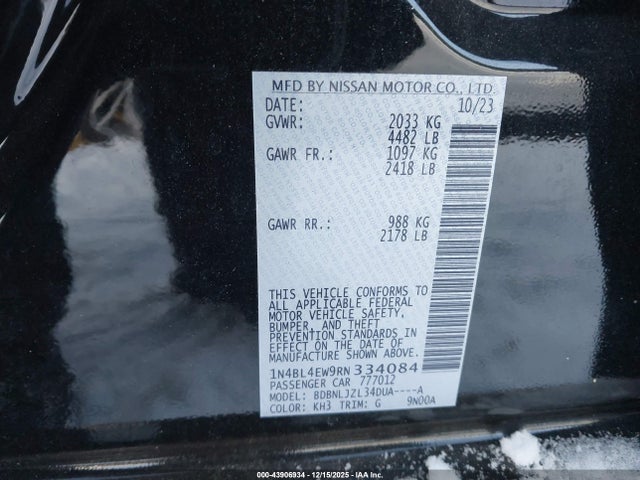 MFD BY NISSAN MOTOR CO., LTD.
DATE: 10/23
GVWR: 2033 KG
4482 LB
GAWR FR.: 1097 KG
2418 LB
GAWR RR.: 988 KG
2178 LB
THIS VEHICLE CONFORMS TO
ALL APPLICABLE FEDERAL
MOTOR VEHICLE SAFETY,
BUMPER, AND THEFT
PREVENTION STANDARDS IN
EFFECT ON THE DATE OF
MANUFACTURE SHOWN ABOVE.
1N4BL4EW9RN334084
PASSENGER CAR 777012
MODEL: BDBNLJZL34DUA----A
COLOR: KH3 TRIM: G 9N00A
000-43906934 - 12/15/2025 - IAA Inc.